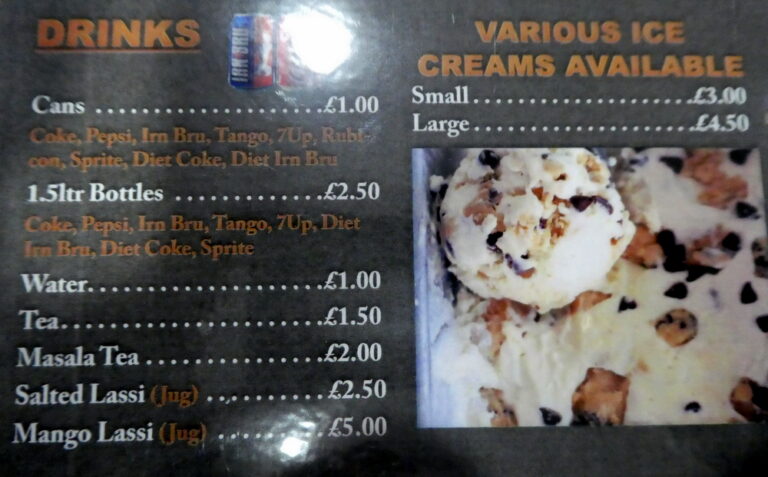 DRINKS
IRN-BRU
Cans ........................£1.00
Coke, Pepsi, Irn Bru, Tango, 7Up, Rubi-
con, Sprite, Diet Coke, Diet Irn Bru
1.5ltr Bottles ...............£2.50
Coke, Pepsi, Irn Bru, Tango, 7Up, Diet
Irn Bru, Diet Coke, Sprite
Water........................£1.00
Tea..........................£1.50
Masala Tea ..................£2.00
Salted Lassi (Jug) ...........£2.50
Mango Lassi (Jug) ..........£5.00
VARIOUS ICE
CREAMS AVAILABLE
Small.......................£3.00
Large.......................£4.50